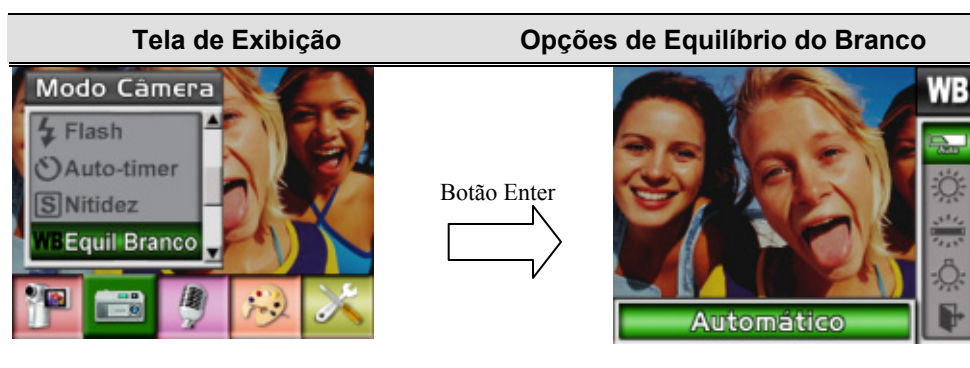 Tela de Exibição
Opções de Equilíbrio do Branco
Modo Câmera
Flash
Auto-timer
S Nitidez
WB Equil Branco
Botão Enter
WB
Auto
Automático